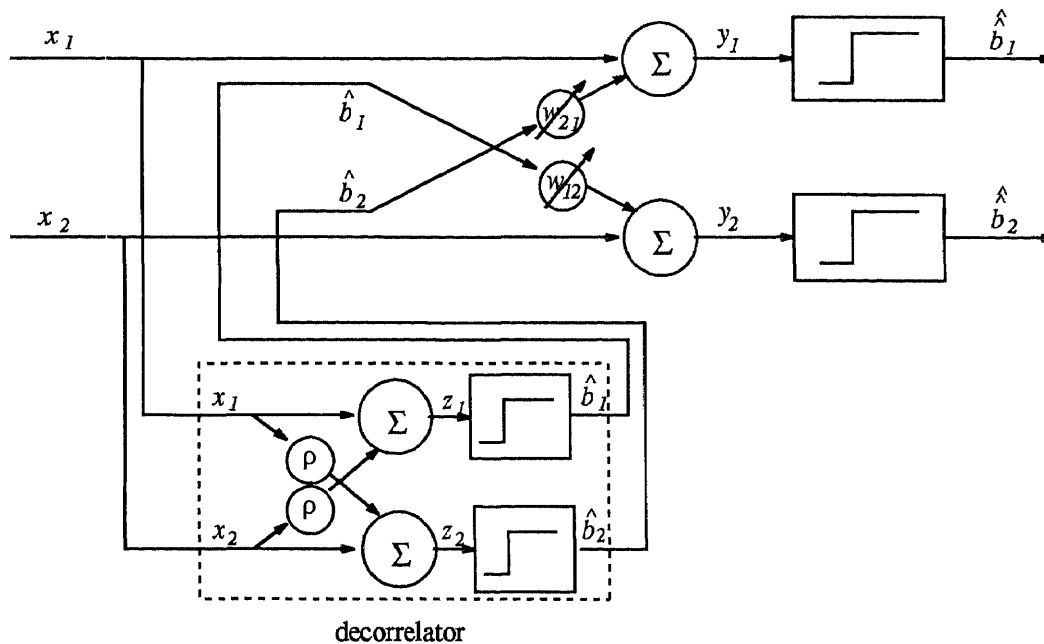 x1 y1 b̂̂1
Σ
w21
b̂1
b̂2 w12
x2 y2 b̂̂2
Σ
x1 z1 b̂1
Σ
ρ
ρ
x2 z2 b̂2
Σ
decorrelator